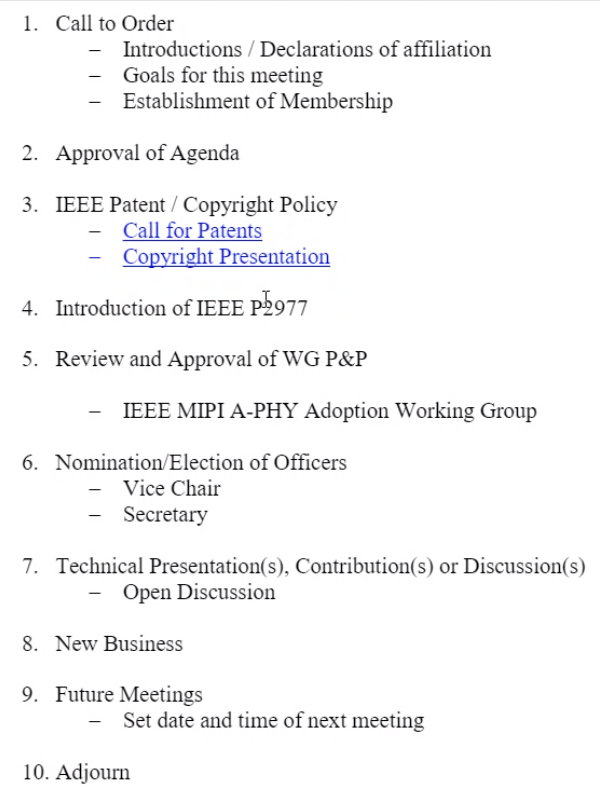 1. Call to Order
– Introductions / Declarations of affiliation
– Goals for this meeting
– Establishment of Membership
2. Approval of Agenda
3. IEEE Patent / Copyright Policy
– Call for Patents
– Copyright Presentation
4. Introduction of IEEE P2977
5. Review and Approval of WG P&P
– IEEE MIPI A-PHY Adoption Working Group
6. Nomination/Election of Officers
– Vice Chair
– Secretary
7. Technical Presentation(s), Contribution(s) or Discussion(s)
– Open Discussion
8. New Business
9. Future Meetings
– Set date and time of next meeting
10. Adjourn